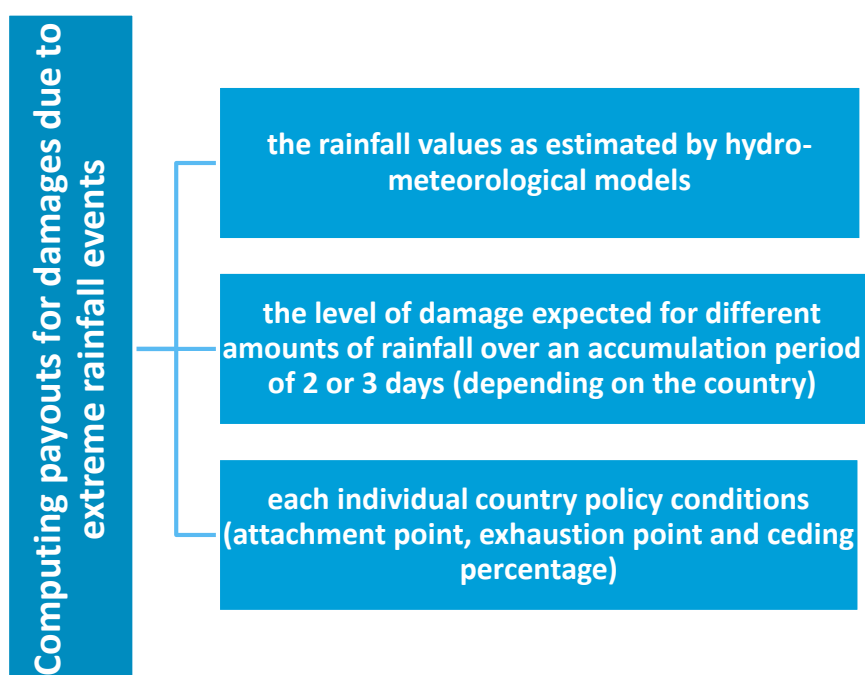 Computing payouts for damages due to
extreme rainfall events
the rainfall values as estimated by hydro-
meteorological models
the level of damage expected for different
amounts of rainfall over an accumulation period
of 2 or 3 days (depending on the country)
each individual country policy conditions
(attachment point, exhaustion point and ceding
percentage)